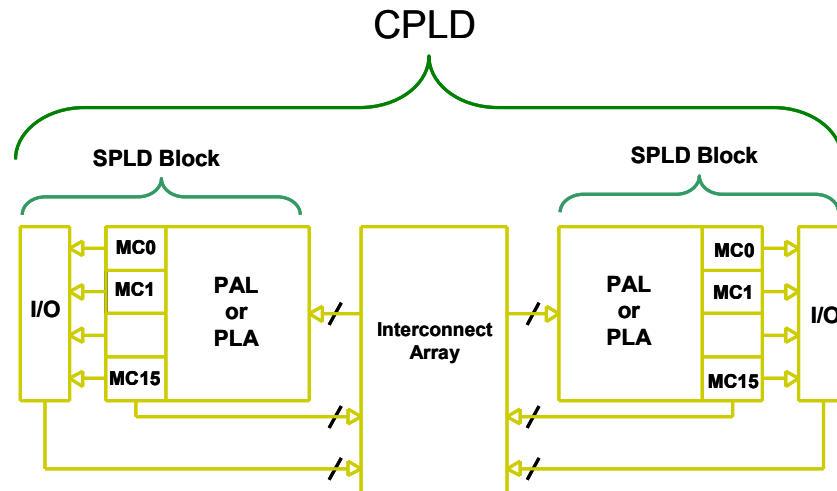 CPLD
SPLD Block
SPLD Block
I/O
MC0
MC1
MC15
PAL
or
PLA
Interconnect
Array
PAL
or
PLA
MC0
MC1
MC15
I/O